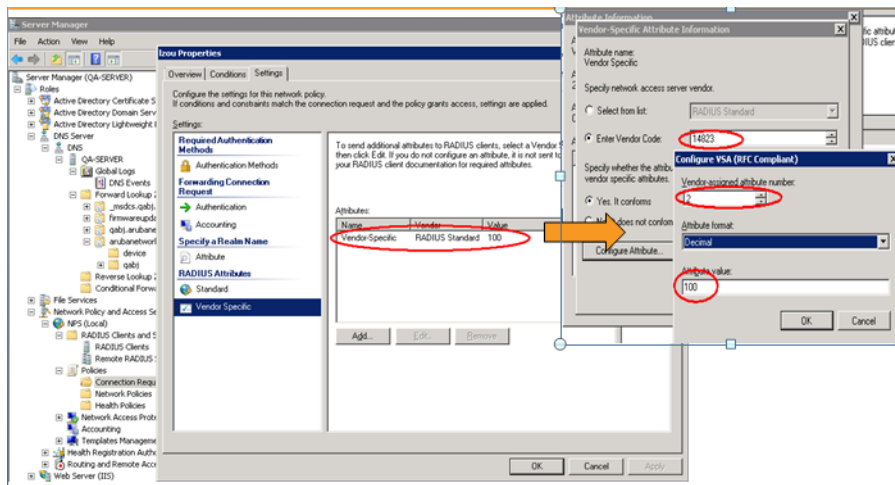 Server Manager
File Action View Help
Server Manager (QA-SERVER)
Roles
Active Directory Certificate S
Active Directory Domain Serv
Active Directory Lightweight
DNS Server
DNS
QA-SERVER
Global Logs
DNS Events
Forward Lookup
_msdcs.qabj.
firmwareupda
qabj.arubane
arubanetwork
device
qabj
Reverse Lookup
Conditional Forw
File Services
Network Policy and Access Se
NPS (Local)
RADIUS Clients and S
RADIUS Clients
Remote RADIUS
Policies
Connection Requ
Network Policies
Health Policies
Network Access Prote
Accounting
Templates Manageme
Health Registration Autho
Routing and Remote Acce
Web Server (IIS)
Izou Properties
Overview Conditions Settings
Configure the settings for this network policy.
If conditions and constraints match the connection request and the policy grants access, settings are applied.
Settings:
Required Authentication
Methods
Authentication Methods
Forwarding Connection
Request
Authentication
Accounting
Specify a Realm Name
Attribute
RADIUS Attributes
Standard
Vendor Specific
To send additional attributes to RADIUS clients, select a Vendor S
then click Edit. If you do not configure an attribute, it is not sent to
your RADIUS client documentation for required attributes.
Attributes:
Name Vendor Value
Vendor-Specific RADIUS Standard 100
Add... Edit... Remove
OK Cancel Apply
Attribute Information
Vendor-Specific Attribute Information
Attribute name:
Vendor Specific
Specify network access server vendor.
Select from list: RADIUS Standard
Enter Vendor Code: 14823
Specify whether the attribu
vendor specific attributes.
Yes. It conforms
does not conform
Configure Attribute...
Configure VSA (RFC Compliant)
Vendor-assigned attribute number:
2
Attribute format:
Decimal
Attribute value:
100
OK Cancel